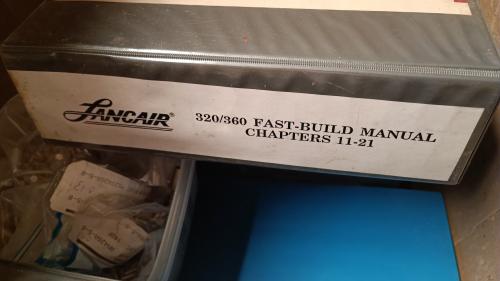 LANCAIR®
320/360 FAST-BUILD MANUAL
CHAPTERS 11-21